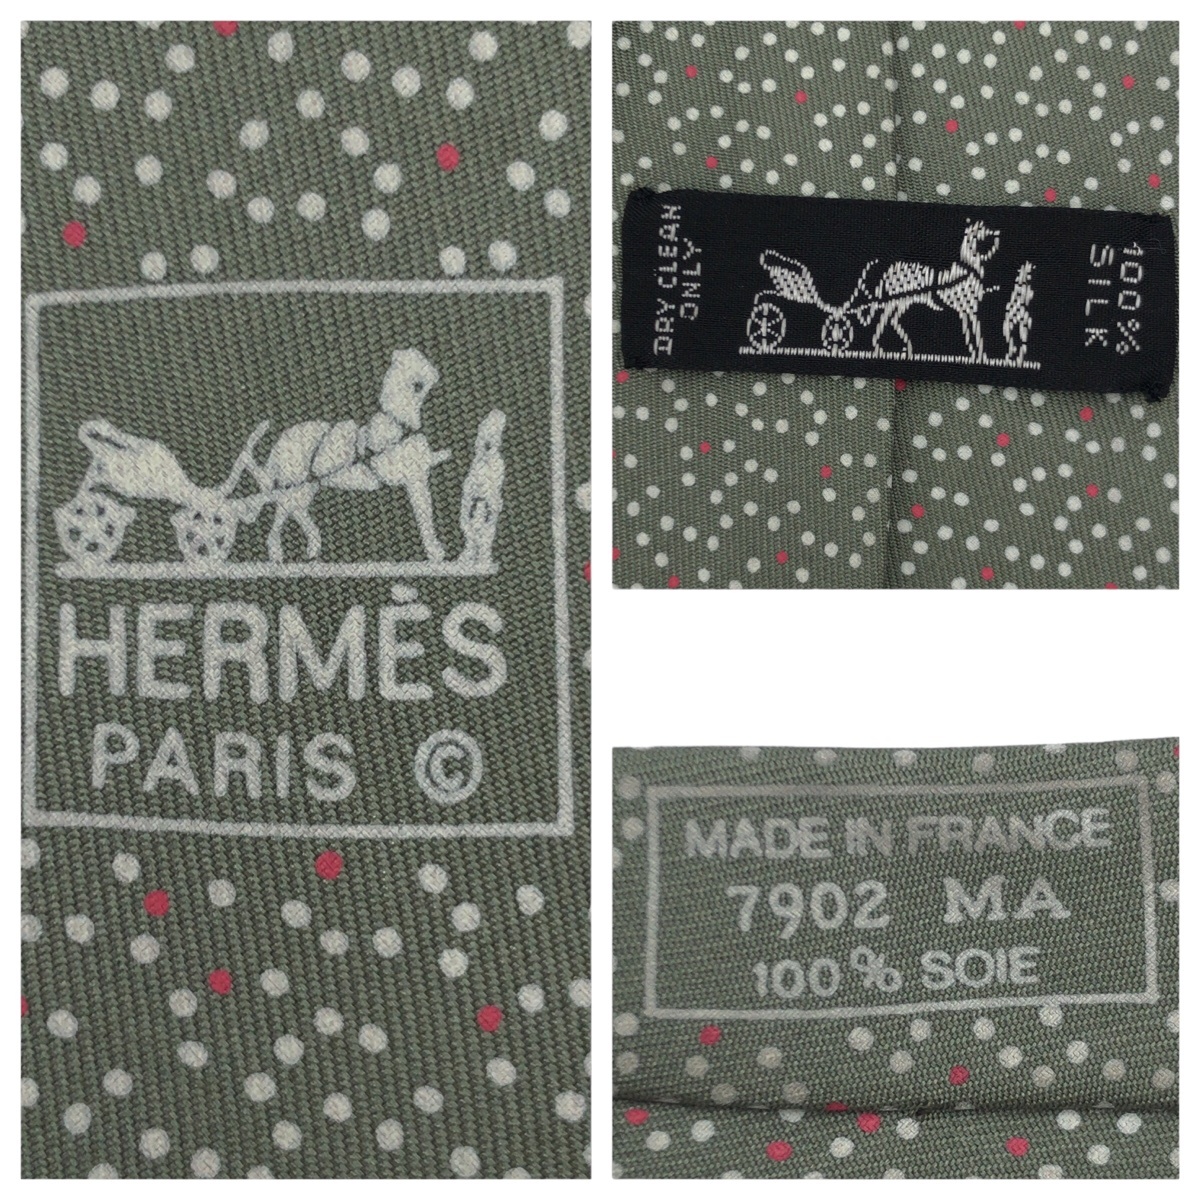 HERMÈS
PARIS ©
DRY CLEAN
ONLY
100%
SILK
MADE IN FRANCE
7902 MA
100% SOIE